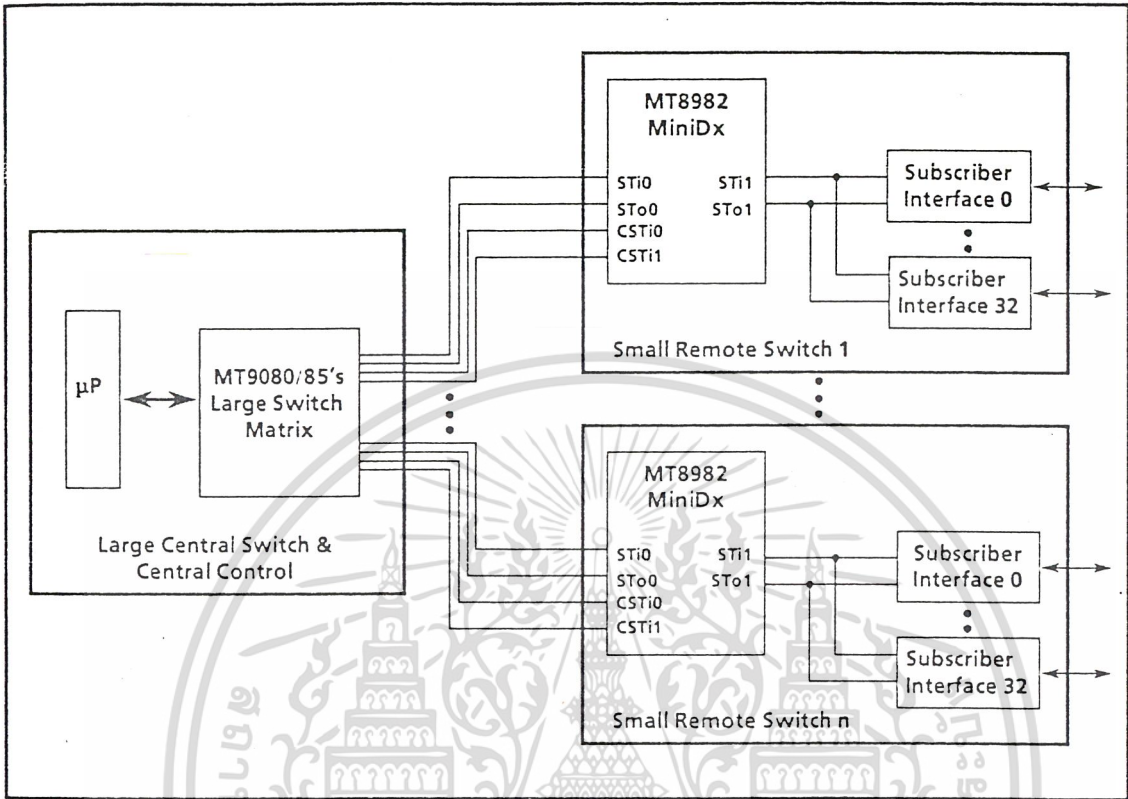 MT8982
MiniDx
STi0
STo0
CSTi0
CSTi1
STi1
STo1
Subscriber
Interface 0
Subscriber
Interface 32
Small Remote Switch 1
µP
MT9080/85's
Large Switch
Matrix
Large Central Switch &
Central Control
MT8982
MiniDx
STi0
STo0
CSTi0
CSTi1
STi1
STo1
Subscriber
Interface 0
Subscriber
Interface 32
Small Remote Switch n